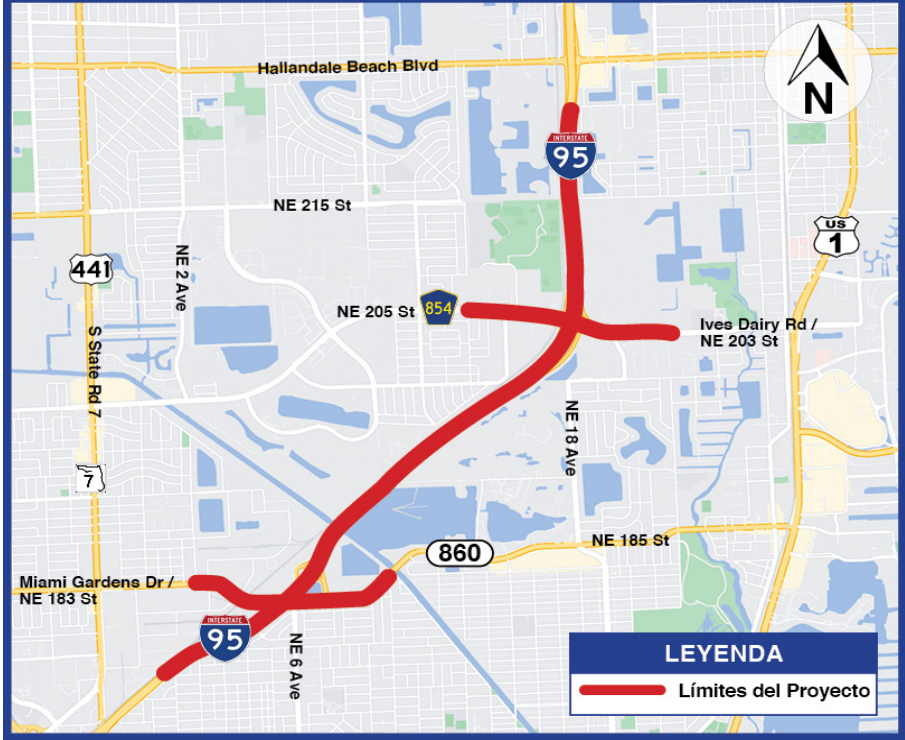 Hallandale Beach Blvd
N
INTERSTATE
95
NE 215 St
US
1
NE 2 Ave
441
NE 205 St
854
Ives Dairy Rd /
NE 203 St
S State Rd 7
NE 18 Ave
7
860
NE 185 St
Miami Gardens Dr /
NE 183 St
INTERSTATE
95
NE 6 Ave
LEYENDA
Límites del Proyecto